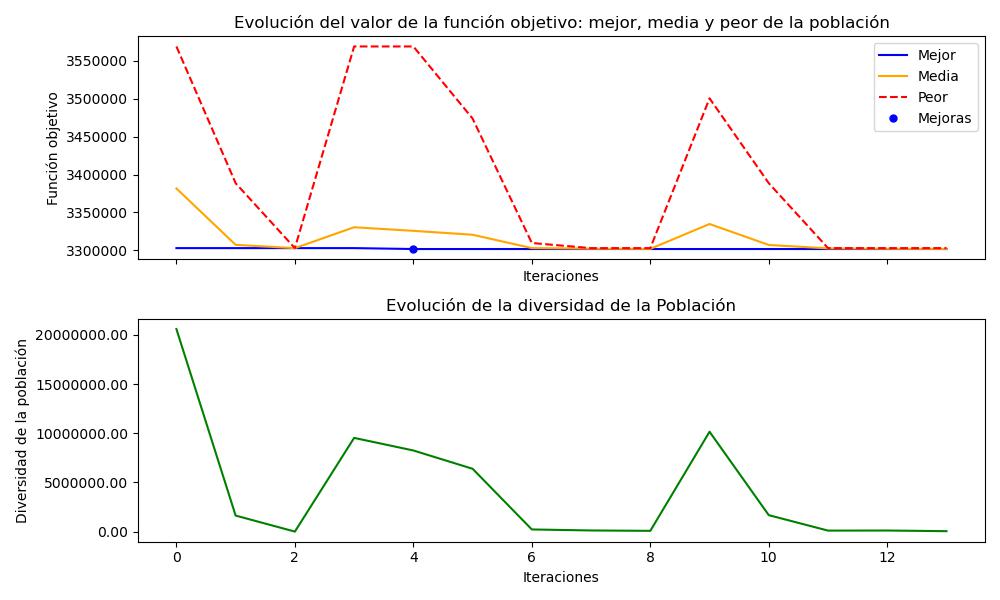 Evolución del valor de la función objetivo: mejor, media y peor de la población
Función objetivo
3550000
3500000
3450000
3400000
3350000
3300000
Mejor
Media
Peor
Mejoras
Iteraciones
Evolución de la diversidad de la Población
Diversidad de la población
20000000.00
15000000.00
10000000.00
5000000.00
0.00
0 2 4 6 8 10 12
Iteraciones